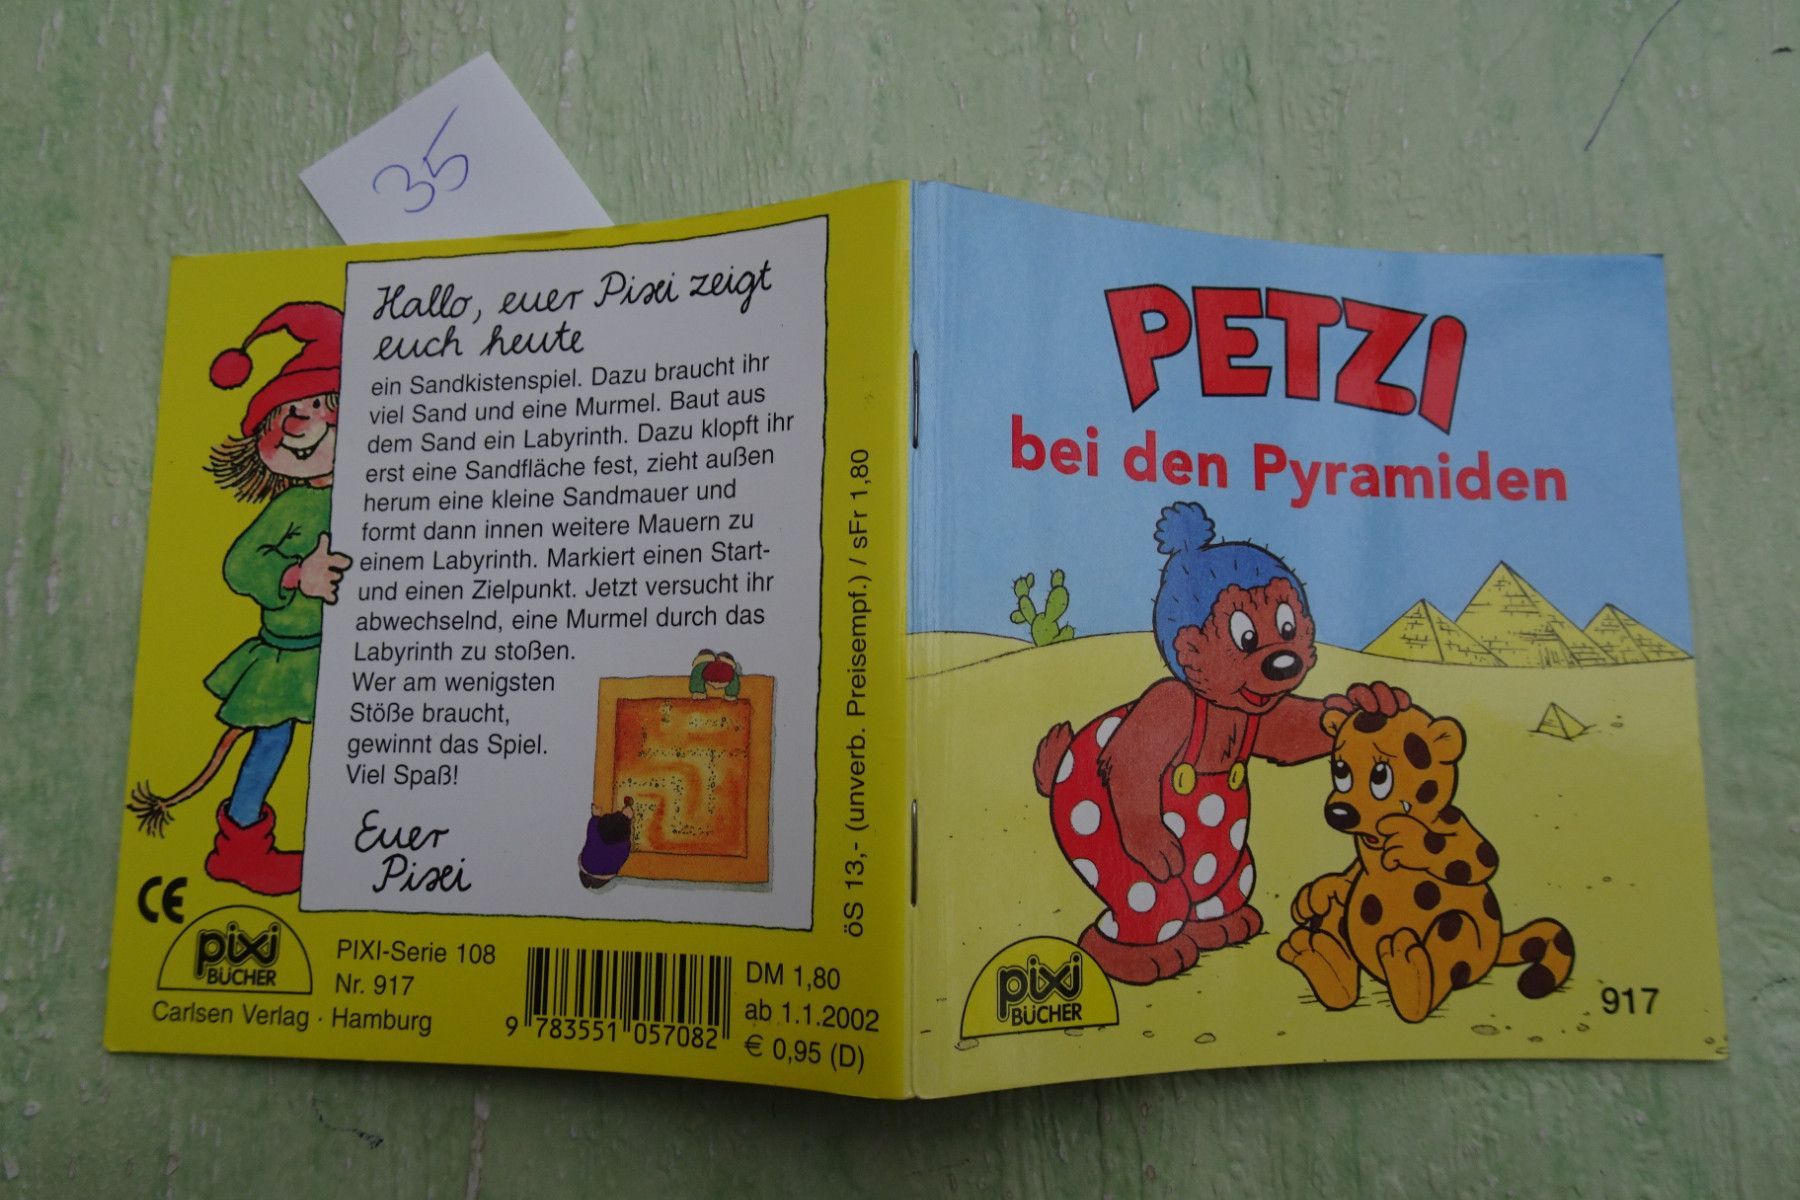 35
Hallo, euer Pixi zeigt
euch heute
ein Sandkistenspiel. Dazu braucht ihr
viel Sand und eine Murmel. Baut aus
dem Sand ein Labyrinth. Dazu klopft ihr
erst eine Sandfläche fest, zieht außen
herum eine kleine Sandmauer und
formt dann innen weitere Mauern zu
einem Labyrinth. Markiert einen Start-
und einen Zielpunkt. Jetzt versucht ihr
abwechselnd, eine Murmel durch das
Labyrinth zu stoßen.
Wer am wenigsten
Stöße braucht,
gewinnt das Spiel.
Viel Spaß!
Euer
Pixi
CE
pixi
BÜCHER
PIXI-Serie 108
Nr. 917
Carlsen Verlag · Hamburg
9 783551 057082
DM 1,80
ab 1.1.2002
€ 0,95 (D)
öS 13,- (unverb. Preisempf.) / sFr 1,80
PETZI
bei den Pyramiden
pixi
BÜCHER
917